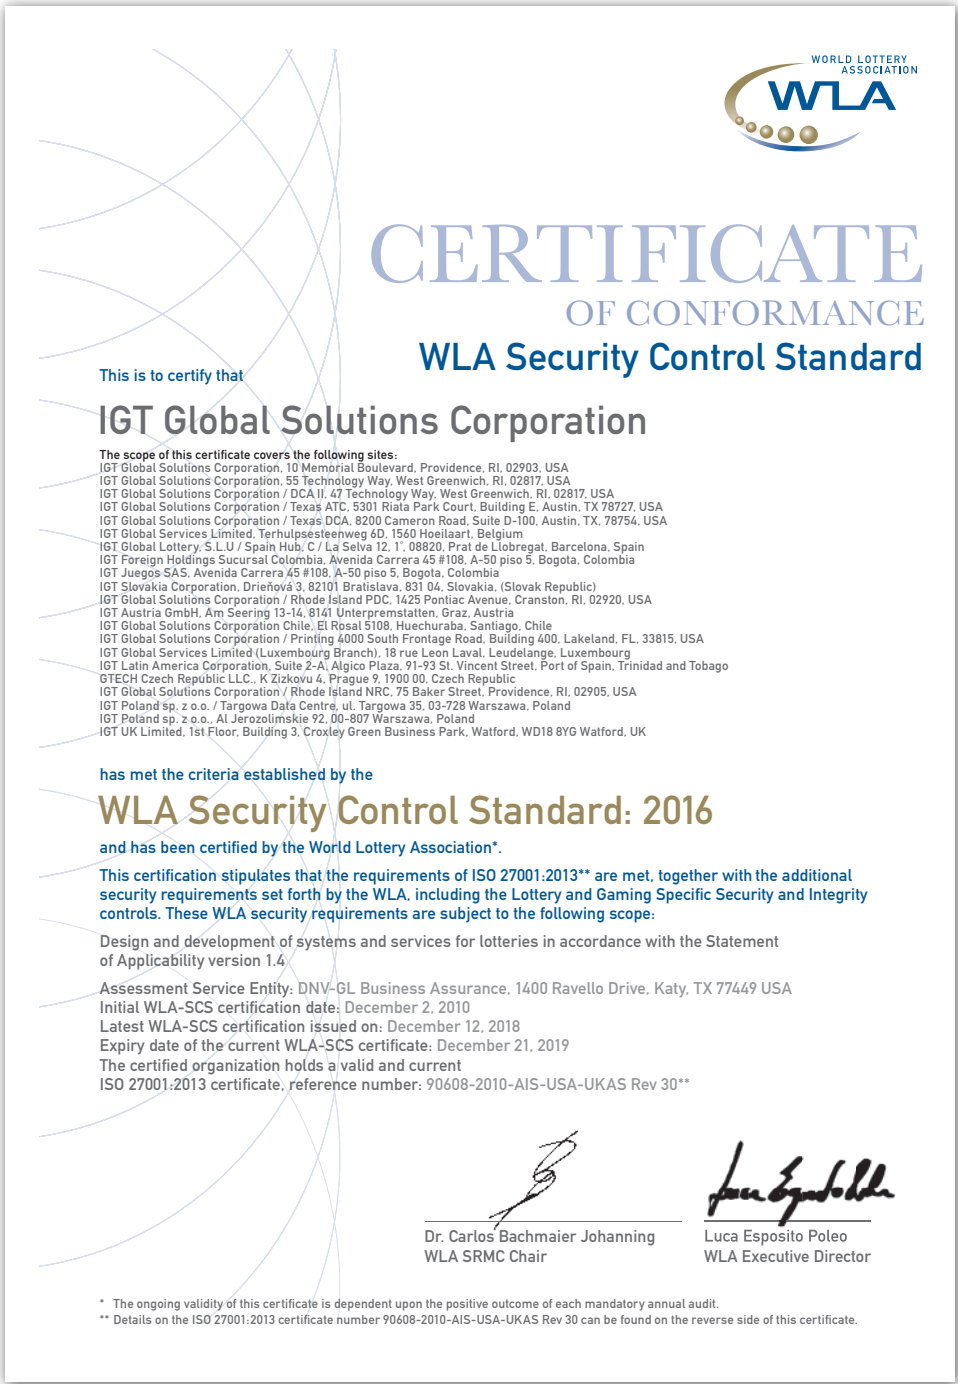 WORLD LOTTERY
ASSOCIATION
WLA
CERTIFICATE
OF CONFORMANCE
WLA Security Control Standard
This is to certify that
IGT Global Solutions Corporation
The scope of this certificate covers the following sites:
IGT Global Solutions Corporation, 10 Memorial Boulevard, Providence, RI, 02903, USA
IGT Global Solutions Corporation, 55 Technology Way, West Greenwich, RI, 02817, USA
IGT Global Solutions Corporation / DCA II, 47 Technology Way, West Greenwich, RI, 02817, USA
IGT Global Solutions Corporation / Texas ATC, 5301 Riata Park Court, Building E, Austin, TX 78727, USA
IGT Global Solutions Corporation / Texas DCA, 8200 Cameron Road, Suite D-100, Austin, TX, 78754, USA
IGT Global Services Limited, Terhulpsesteenweg 6D, 1560 Hoeilaart, Belgium
IGT Global Lottery, S.L.U / Spain Hub, C / La Selva 12, 1°, 08820, Prat de Llobregat, Barcelona, Spain
IGT Foreign Holdings Sucursal Colombia, Avenida Carrera 45 #108, A-50 piso 5, Bogota, Colombia
IGT Juegos SAS, Avenida Carrera 45 #108, A-50 piso 5, Bogota, Colombia
IGT Slovakia Corporation, Drieňová 3, 82101 Bratislava, 831 04, Slovakia, (Slovak Republic)
IGT Global Solutions Corporation / Rhode Island PDC, 1425 Pontiac Avenue, Cranston, RI, 02920, USA
IGT Austria GmbH, Am Seering 13-14, 8141 Unterpremstatten, Graz, Austria
IGT Global Solutions Corporation Chile, El Rosal 5108, Huechuraba, Santiago, Chile
IGT Global Solutions Corporation / Printing 4000 South Frontage Road, Building 400, Lakeland, FL, 33815, USA
IGT Global Services Limited (Luxembourg Branch), 18 rue Leon Laval, Leudelange, Luxembourg
IGT Latin America Corporation, Suite 2-A, Algico Plaza, 91-93 St. Vincent Street, Port of Spain, Trinidad and Tobago
GTECH Czech Republic LLC., K Zizkovu 4, Prague 9, 1900 00, Czech Republic
IGT Global Solutions Corporation / Rhode Island NRC, 75 Baker Street, Providence, RI, 02905, USA
IGT Poland sp. z o.o. / Targowa Data Centre, ul. Targowa 35, 03-728 Warszawa, Poland
IGT Poland sp. z o.o., Al Jerozolimskie 92, 00-807 Warszawa, Poland
IGT UK Limited, 1st Floor, Building 3, Croxley Green Business Park, Watford, WD18 8YG Watford, UK
has met the criteria established by the
WLA Security Control Standard: 2016
and has been certified by the World Lottery Association*.
This certification stipulates that the requirements of ISO 27001:2013** are met, together with the additional
security requirements set forth by the WLA, including the Lottery and Gaming Specific Security and Integrity
controls. These WLA security requirements are subject to the following scope:
Design and development of systems and services for lotteries in accordance with the Statement
of Applicability version 1.4
Assessment Service Entity: DNV-GL Business Assurance, 1400 Ravello Drive, Katy, TX 77449 USA
Initial WLA-SCS certification date: December 2, 2010
Latest WLA-SCS certification issued on: December 12, 2018
Expiry date of the current WLA-SCS certificate: December 21, 2019
The certified organization holds a valid and current
ISO 27001:2013 certificate, reference number: 90608-2010-AIS-USA-UKAS Rev 30**
Dr. Carlos Bachmaier Johanning
WLA SRMC Chair
Luca Esposito Poleo
WLA Executive Director
* The ongoing validity of this certificate is dependent upon the positive outcome of each mandatory annual audit.
** Details on the ISO 27001:2013 certificate number 90608-2010-AIS-USA-UKAS Rev 30 can be found on the reverse side of this certificate.